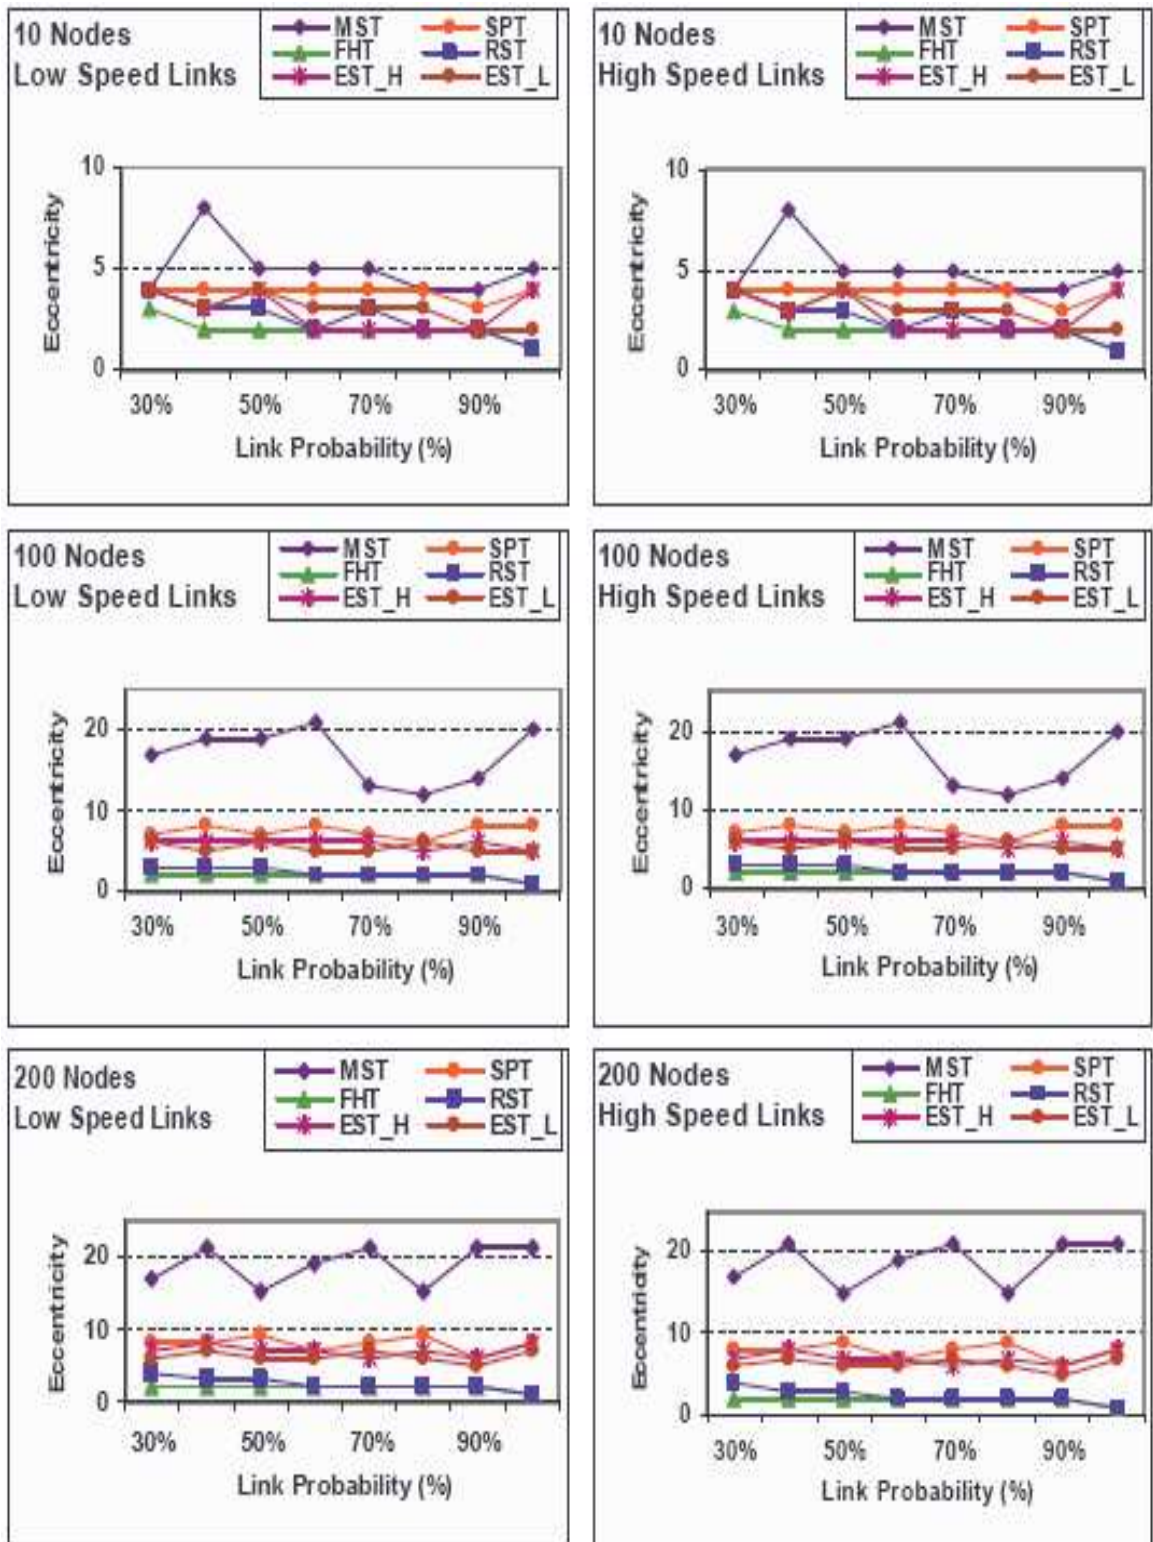 10 Nodes
Low Speed Links
MST SPT
FHT RST
EST_H EST_L
10
5
0
Eccentricity
30% 50% 70% 90%
Link Probability (%)
10 Nodes
High Speed Links
MST SPT
FHT RST
EST_H EST_L
10
5
0
Eccentricity
30% 50% 70% 90%
Link Probability (%)
100 Nodes
Low Speed Links
MST SPT
FHT RST
EST_H EST_L
20
10
0
Eccentricity
30% 50% 70% 90%
Link Probability (%)
100 Nodes
High Speed Links
MST SPT
FHT RST
EST_H EST_L
20
10
0
Eccentricity
30% 50% 70% 90%
Link Probability (%)
200 Nodes
Low Speed Links
MST SPT
FHT RST
EST_H EST_L
20
10
0
Eccentricity
30% 50% 70% 90%
Link Probability (%)
200 Nodes
High Speed Links
MST SPT
FHT RST
EST_H EST_L
20
10
0
Eccentricity
30% 50% 70% 90%
Link Probability (%)